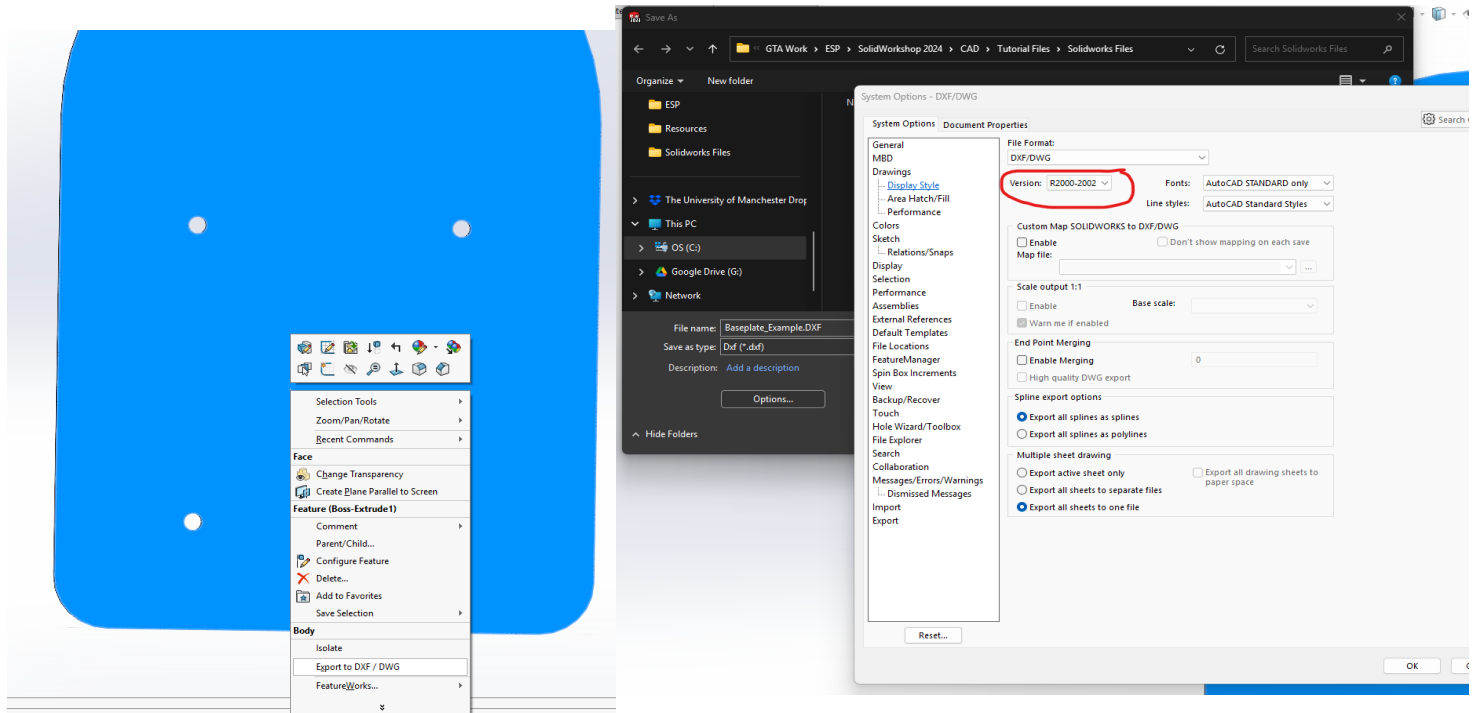 Selection Tools
Zoom/Pan/Rotate
Recent Commands
Face
Change Transparency
Create Plane Parallel to Screen
Feature (Boss-Extrude1)
Comment
Parent/Child...
Configure Feature
Delete...
Add to Favorites
Save Selection
Body
Isolate
Export to DXF / DWG
FeatureWorks...
Save As
GTA Work > ESP > SolidWorkshop 2024 > CAD > Tutorial Files > Solidworks Files
Search Solidworks Files
Organize
New folder
ESP
Resources
Solidworks Files
The University of Manchester Drop
This PC
OS (C:)
Google Drive (G:)
Network
File name: Baseplate_Example.DXF
Save as type: Dxf (*.dxf)
Description: Add a description
Options...
Hide Folders
System Options - DXF/DWG
System Options Document Properties
Search
General
MBD
Drawings
Display Style
Area Hatch/Fill
Performance
Colors
Sketch
Relations/Snaps
Display
Selection
Performance
Assemblies
External References
Default Templates
File Locations
FeatureManager
Spin Box Increments
View
Backup/Recover
Touch
Hole Wizard/Toolbox
File Explorer
Search
Collaboration
Messages/Errors/Warnings
Dismissed Messages
Import
Export
Reset...
File Format:
DXF/DWG
Version: R2000-2002 Fonts: AutoCAD STANDARD only
Line styles: AutoCAD Standard Styles
Custom Map SOLIDWORKS to DXF/DWG
Enable Don't show mapping on each save
Map file:
...
Scale output 1:1
Enable Base scale:
Warn me if enabled
End Point Merging
Enable Merging 0
High quality DWG export
Spline export options
Export all splines as splines
Export all splines as polylines
Multiple sheet drawing
Export active sheet only Export all drawing sheets to
paper space
Export all sheets to separate files
Export all sheets to one file
OK